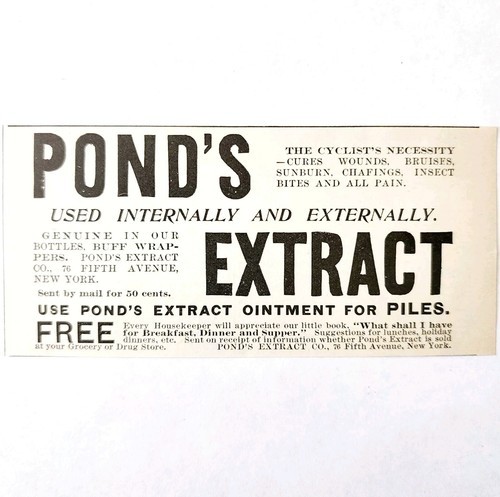 POND'S
THE CYCLIST'S NECESSITY
—CURES WOUNDS, BRUISES,
SUNBURN, CHAFINGS, INSECT
BITES AND ALL PAIN.
USED INTERNALLY AND EXTERNALLY.
GENUINE IN OUR
BOTTLES, BUFF WRAP-
PERS. POND'S EXTRACT
CO., 76 FIFTH AVENUE,
NEW YORK.
Sent by mail for 50 cents.
EXTRACT
USE POND'S EXTRACT OINTMENT FOR PILES.
FREE Every Housekeeper will appreciate our little book, "What shall I have
for Breakfast, Dinner and Supper." Suggestions for lunches, holiday
dinners, etc. Sent on receipt of information whether Pond's Extract is sold
at your Grocery or Drug Store. POND'S EXTRACT CO., 76 Fifth Avenue, New York.